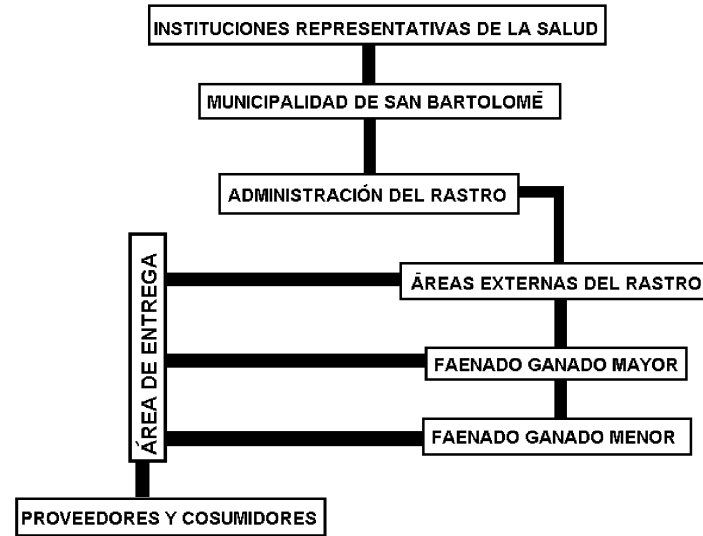 INSTITUCIONES REPRESENTATIVAS DE LA SALUD
MUNICIPALIDAD DE SAN BARTOLOMÉ
ADMINISTRACIÓN DEL RASTRO
ÁREA DE ENTREGA
ÁREAS EXTERNAS DEL RASTRO
FAENADO GANADO MAYOR
FAENADO GANADO MENOR
PROVEEDORES Y COSUMIDORES